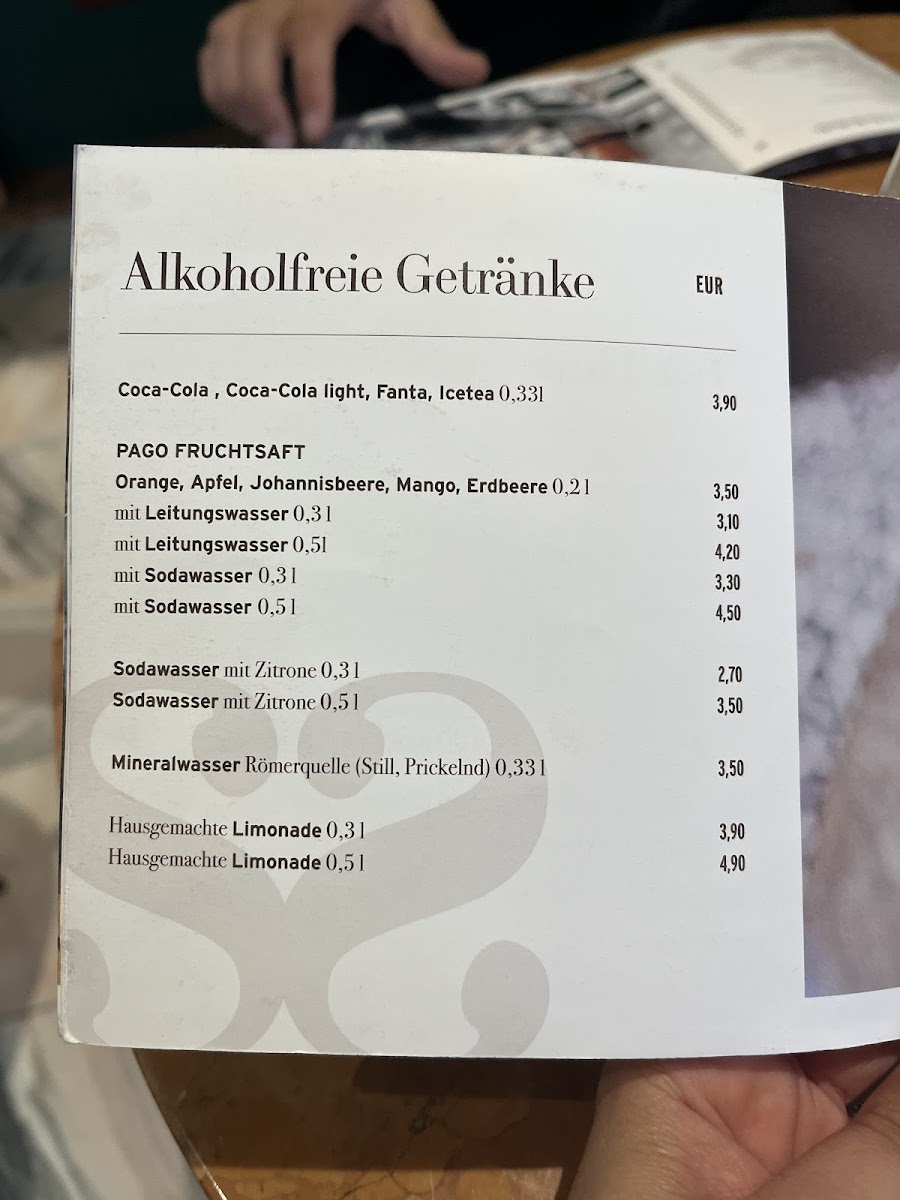 Alkoholfreie Getränke EUR
Coca-Cola , Coca-Cola light, Fanta, Icetea 0,33l 3,90
PAGO FRUCHTSAFT
Orange, Apfel, Johannisbeere, Mango, Erdbeere 0,2 l 3,50
mit Leitungswasser 0,3 l 3,10
mit Leitungswasser 0,5l 4,20
mit Sodawasser 0,3 l 3,30
mit Sodawasser 0,5 l 4,50
Sodawasser mit Zitrone 0,3 l 2,70
Sodawasser mit Zitrone 0,5 l 3,50
Mineralwasser Römerquelle (Still, Prickelnd) 0,33 l 3,50
Hausgemachte Limonade 0,3 l 3,90
Hausgemachte Limonade 0,5 l 4,90